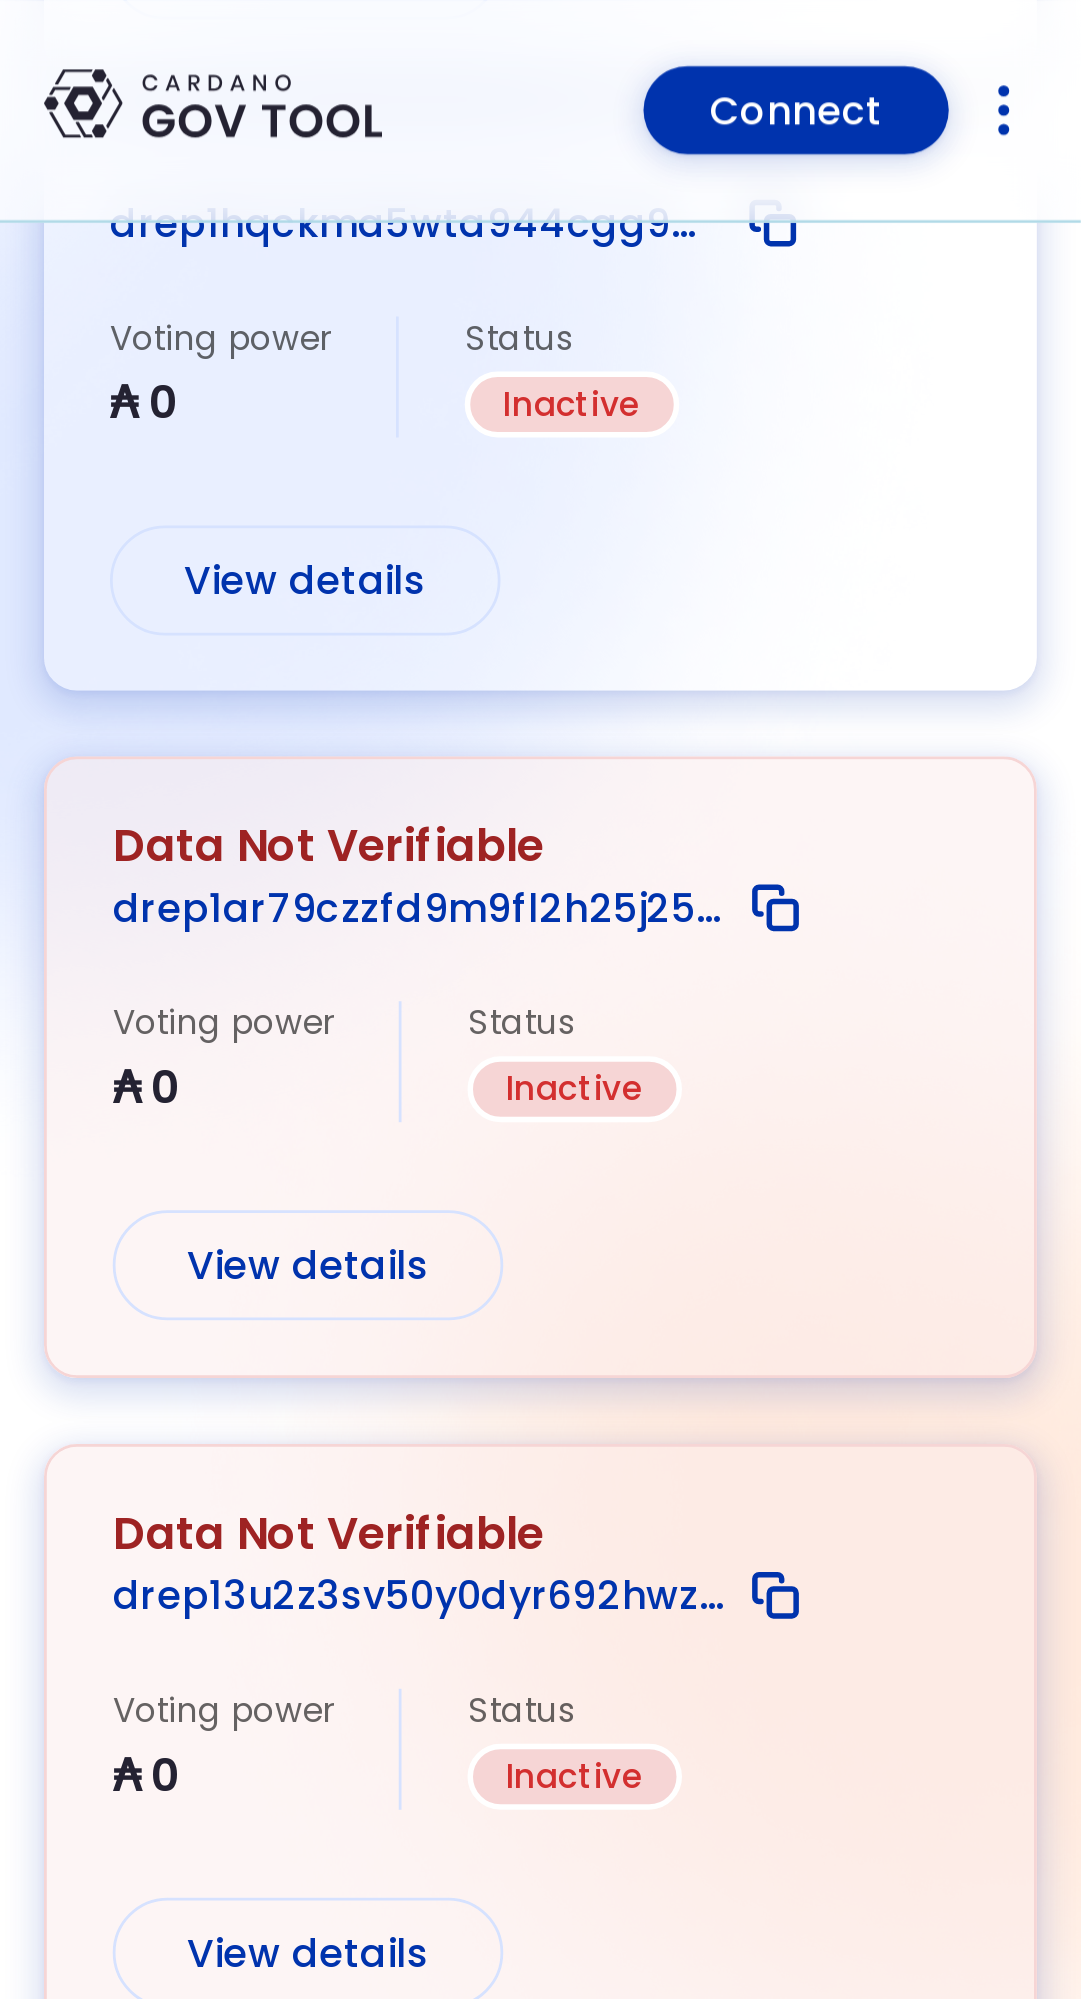 CARDANO
GOV TOOL
Connect
drep1hqckma5wta944cgg9...
Voting power
Status
₳ 0
Inactive
View details
Data Not Verifiable
drep1ar79czzfd9m9fl2h25j25...
Voting power
Status
₳ 0
Inactive
View details
Data Not Verifiable
drep13u2z3sv50y0dyr692hwz...
Voting power
Status
₳ 0
Inactive
View details